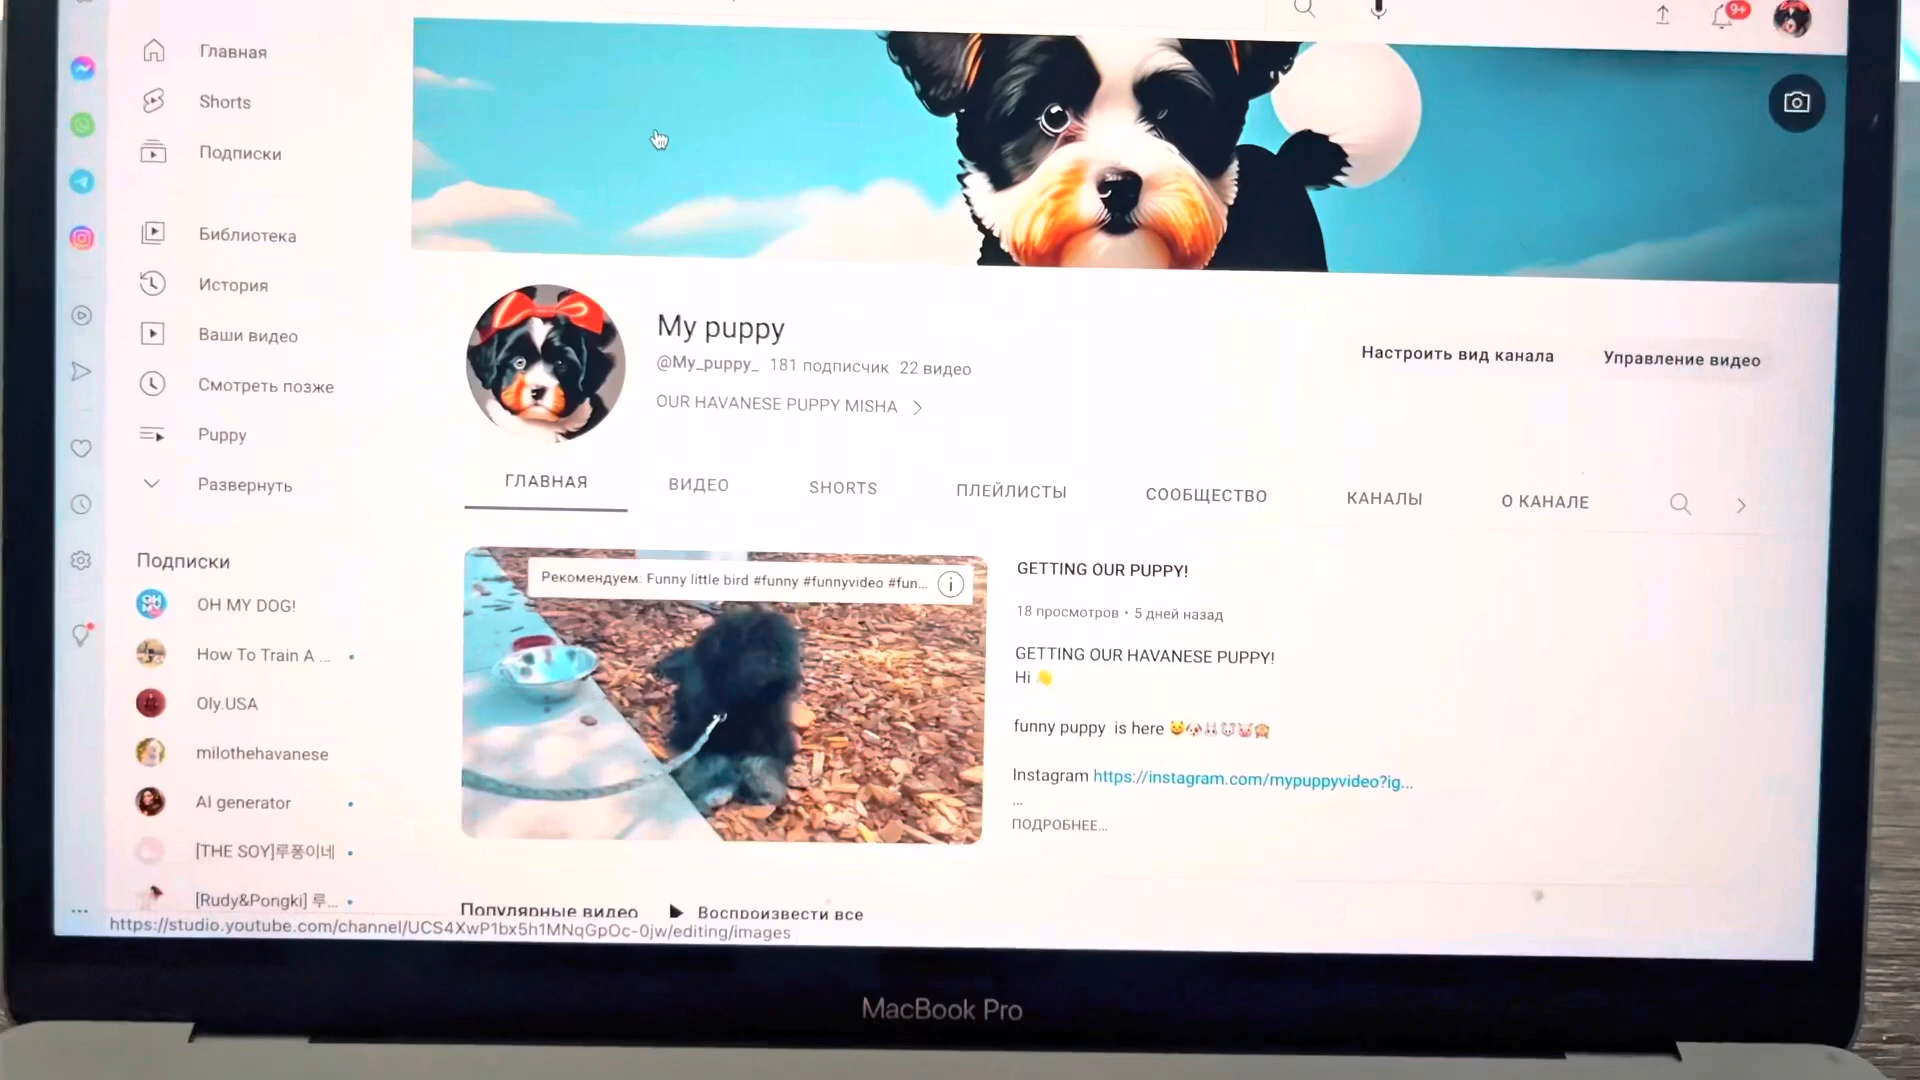 9+
Главная
Shorts
Подписки
Библиотека
История
Ваши видео
Смотреть позже
Puppy
Развернуть
Подписки
OH MY DOG!
How To Train A ...
Oly.USA
milothehavanese
AI generator
[THE SOY]루퐁이네
[Rudy&Pongki] 루...
My puppy
@My_puppy_ 181 подписчик 22 видео
OUR HAVANESE PUPPY MISHA
Настроить вид канала
Управление видео
ГЛАВНАЯ ВИДЕО SHORTS ПЛЕЙЛИСТЫ СООБЩЕСТВО КАНАЛЫ О КАНАЛЕ
Рекомендуем: Funny little bird #funny #funnyvideo #fun...
GETTING OUR PUPPY!
18 просмотров • 5 дней назад
GETTING OUR HAVANESE PUPPY!
Hi 👋
funny puppy is here
Instagram https://instagram.com/mypuppyvideo?ig...
...
ПОДРОБНЕЕ...
Популярные видео Воспроизвести все
https://studio.youtube.com/channel/UCS4XwP1bx5h1MNqGpOc-0jw/editing/images
MacBook Pro